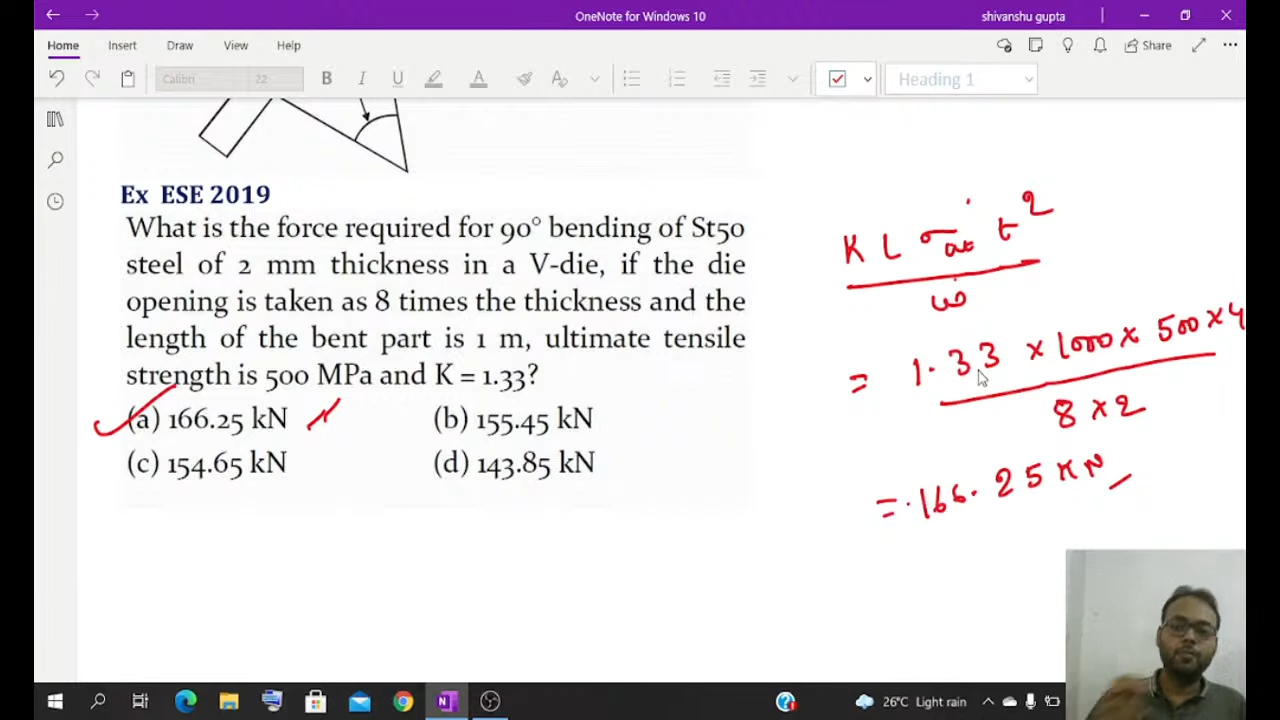 OneNote for Windows 10
shivanshu gupta
Home Insert Draw View Help
Share
Calibri 22 B I U A
Heading 1
Ex ESE 2019
What is the force required for 90° bending of St50
steel of 2 mm thickness in a V-die, if the die
opening is taken as 8 times the thickness and the
length of the bent part is 1 m, ultimate tensile
strength is 500 MPa and K = 1.33?
(a) 166.25 kN (b) 155.45 kN
(c) 154.65 kN (d) 143.85 kN
K L σut t2
w
= 1.33 × 1000 × 500 × 4
8 × 2
= 166.25 KN
26°C Light rain